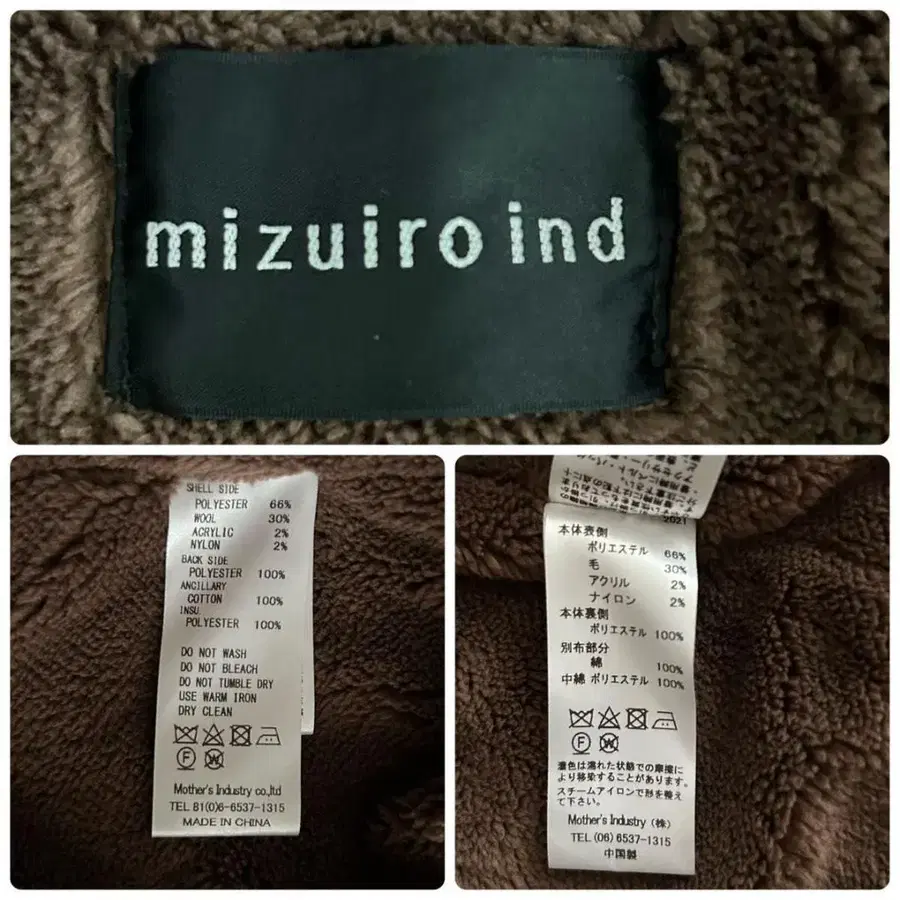 mizuiro ind
SHELL SIDE
POLYESTER 66%
WOOL 30%
ACRYLIC 2%
NYLON 2%
BACK SIDE
POLYESTER 100%
ANCILLARY
COTTON 100%
INSU
POLYESTER 100%
DO NOT WASH
DO NOT BLEACH
DO NOT TUMBLE DRY
USE WARM IRON
DRY CLEAN
F
W
Mother's Industry co.,ltd
TEL 81(0)6-6537-1315
MADE IN CHINA
2021
本体表側
ポリエステル 66%
毛 30%
アクリル 2%
ナイロン 2%
本体裏側
ポリエステル 100%
別布部分
綿 100%
中綿 ポリエステル 100%
F
W
濃色は濡れた状態での摩擦に
より移染することがあります。
スチームアイロンで形を整え
て下さい。
Mother's Industry (株)
TEL (06) 6537-1315
中国製